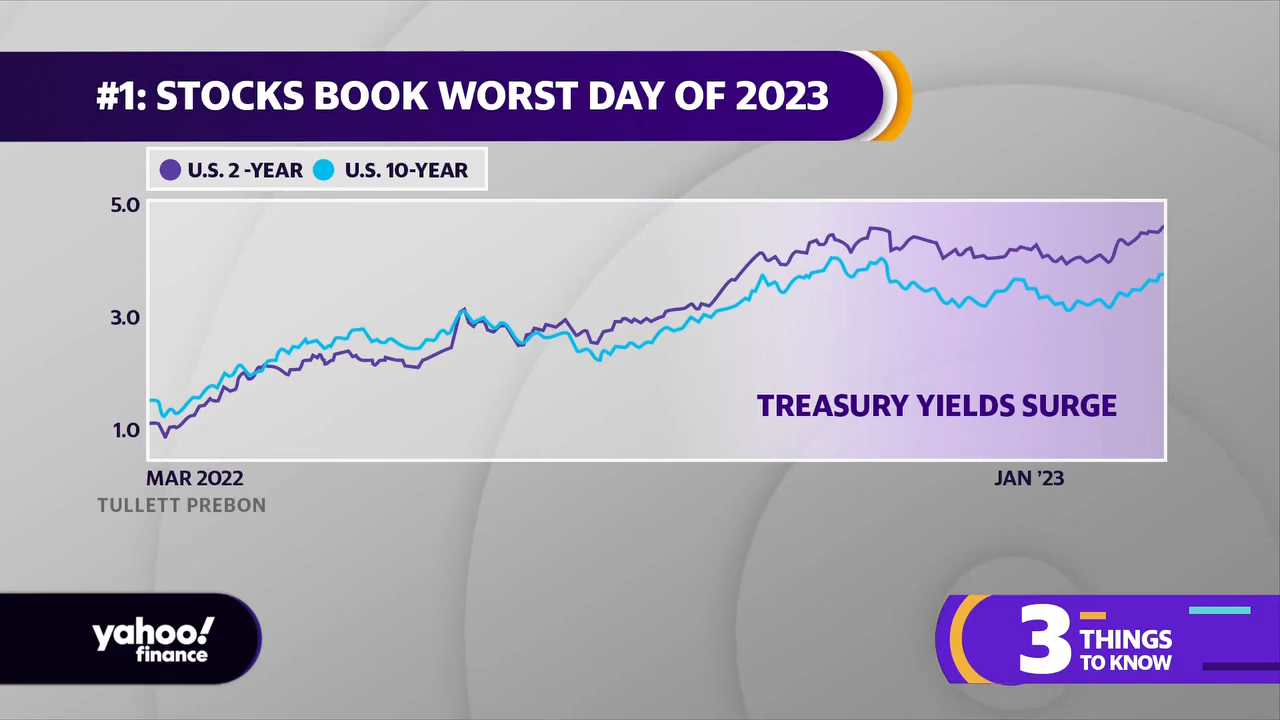 #1: STOCKS BOOK WORST DAY OF 2023
U.S. 2 -YEAR U.S. 10-YEAR
5.0
3.0
1.0
TREASURY YIELDS SURGE
MAR 2022 JAN ’23
TULLETT PREBON
yahoo!
finance
3 THINGS
TO KNOW